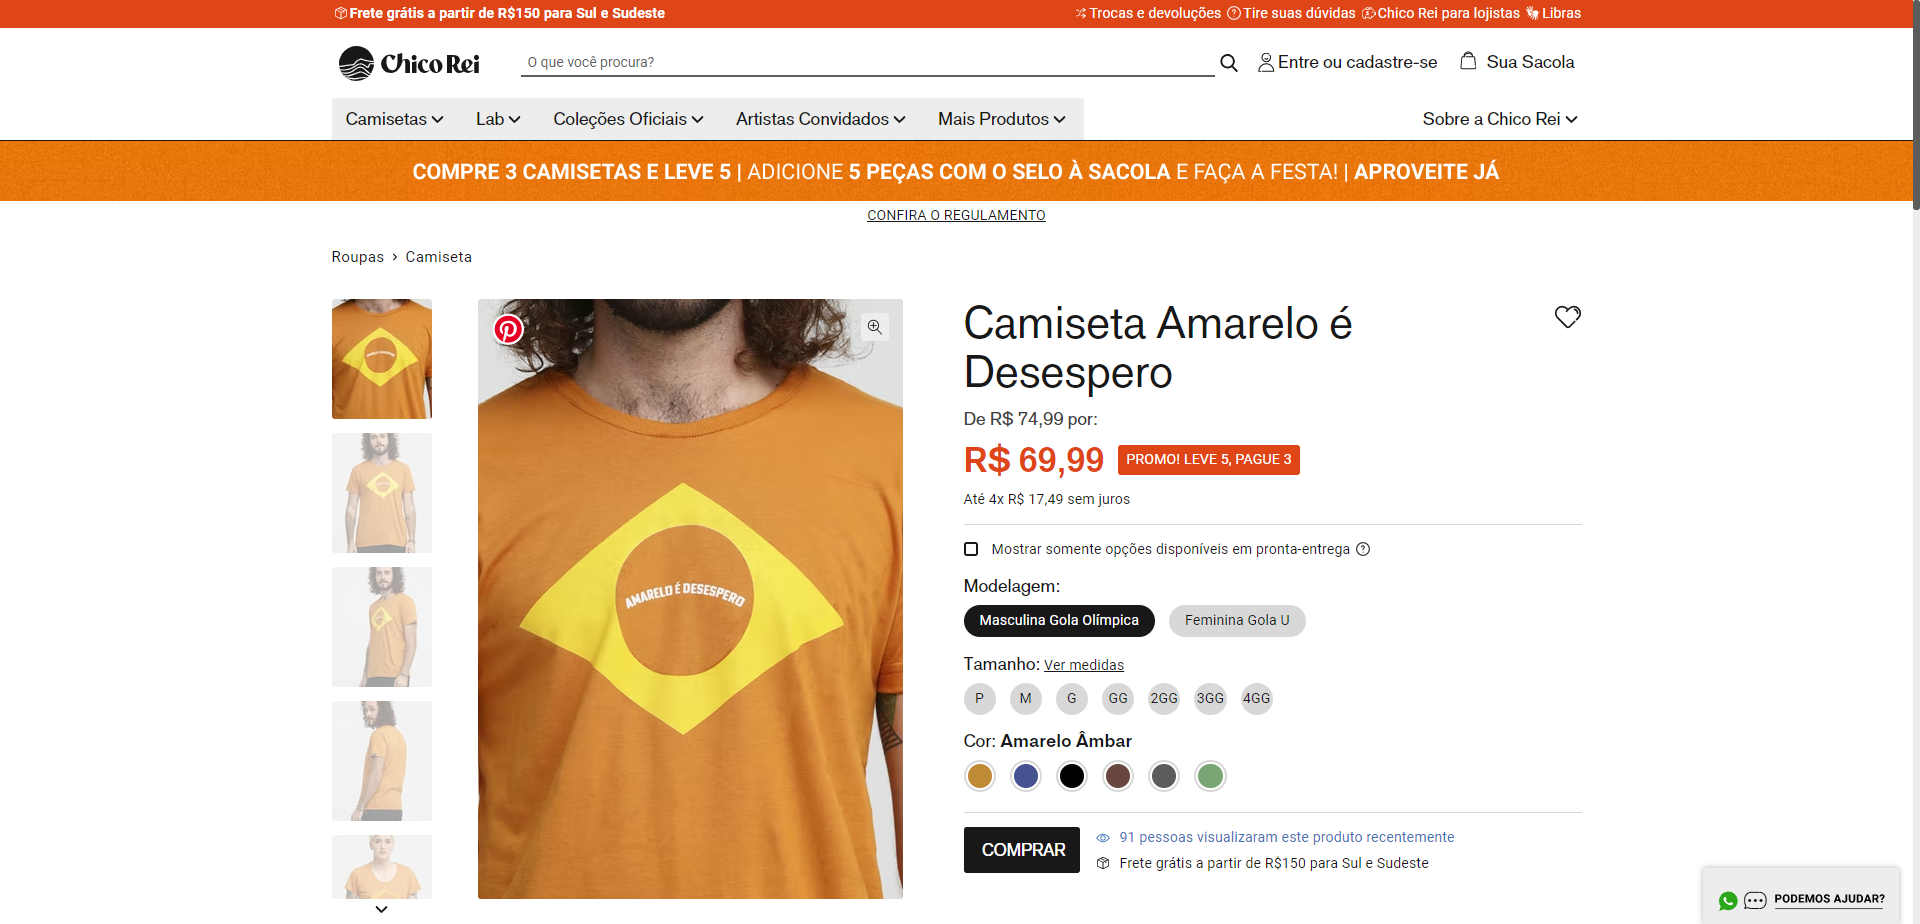 Frete grátis a partir de R$150 para Sul e Sudeste
Trocas e devoluções Tire suas dúvidas Chico Rei para lojistas Libras
Chico Rei
O que você procura?
Entre ou cadastre-se
Sua Sacola
Camisetas Lab Coleções Oficiais Artistas Convidados Mais Produtos Sobre a Chico Rei
COMPRE 3 CAMISETAS E LEVE 5 | ADICIONE 5 PEÇAS COM O SELO À SACOLA E FAÇA A FESTA! | APROVEITE JÁ
CONFIRA O REGULAMENTO
Roupas › Camiseta
AMARELO É DESESPERO
Camiseta Amarelo é
Desespero
De R$ 74,99 por:
R$ 69,99 PROMO! LEVE 5, PAGUE 3
Até 4x R$ 17,49 sem juros
Mostrar somente opções disponíveis em pronta-entrega ?
Modelagem:
Masculina Gola Olímpica Feminina Gola U
Tamanho: Ver medidas
P M G GG 2GG 3GG 4GG
Cor: Amarelo Âmbar
COMPRAR
91 pessoas visualizaram este produto recentemente
Frete grátis a partir de R$150 para Sul e Sudeste
PODEMOS AJUDAR?